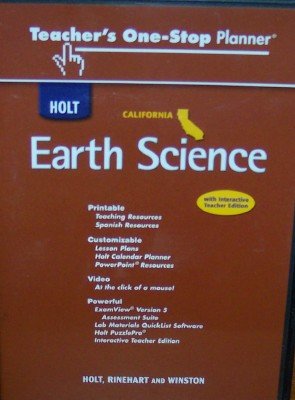 Teacher's One-Stop Planner®
HOLT
CALIFORNIA
Earth Science
with Interactive
Teacher Edition
Printable
Teaching Resources
Spanish Resources
Customizable
Lesson Plans
Holt Calendar Planner
PowerPoint® Resources
Video
At the click of a mouse!
Powerful
ExamView® Version 5
Assessment Suite
Lab Materials QuickList Software
Holt PuzzlePro®
Interactive Teacher Edition
HOLT, RINEHART AND WINSTON